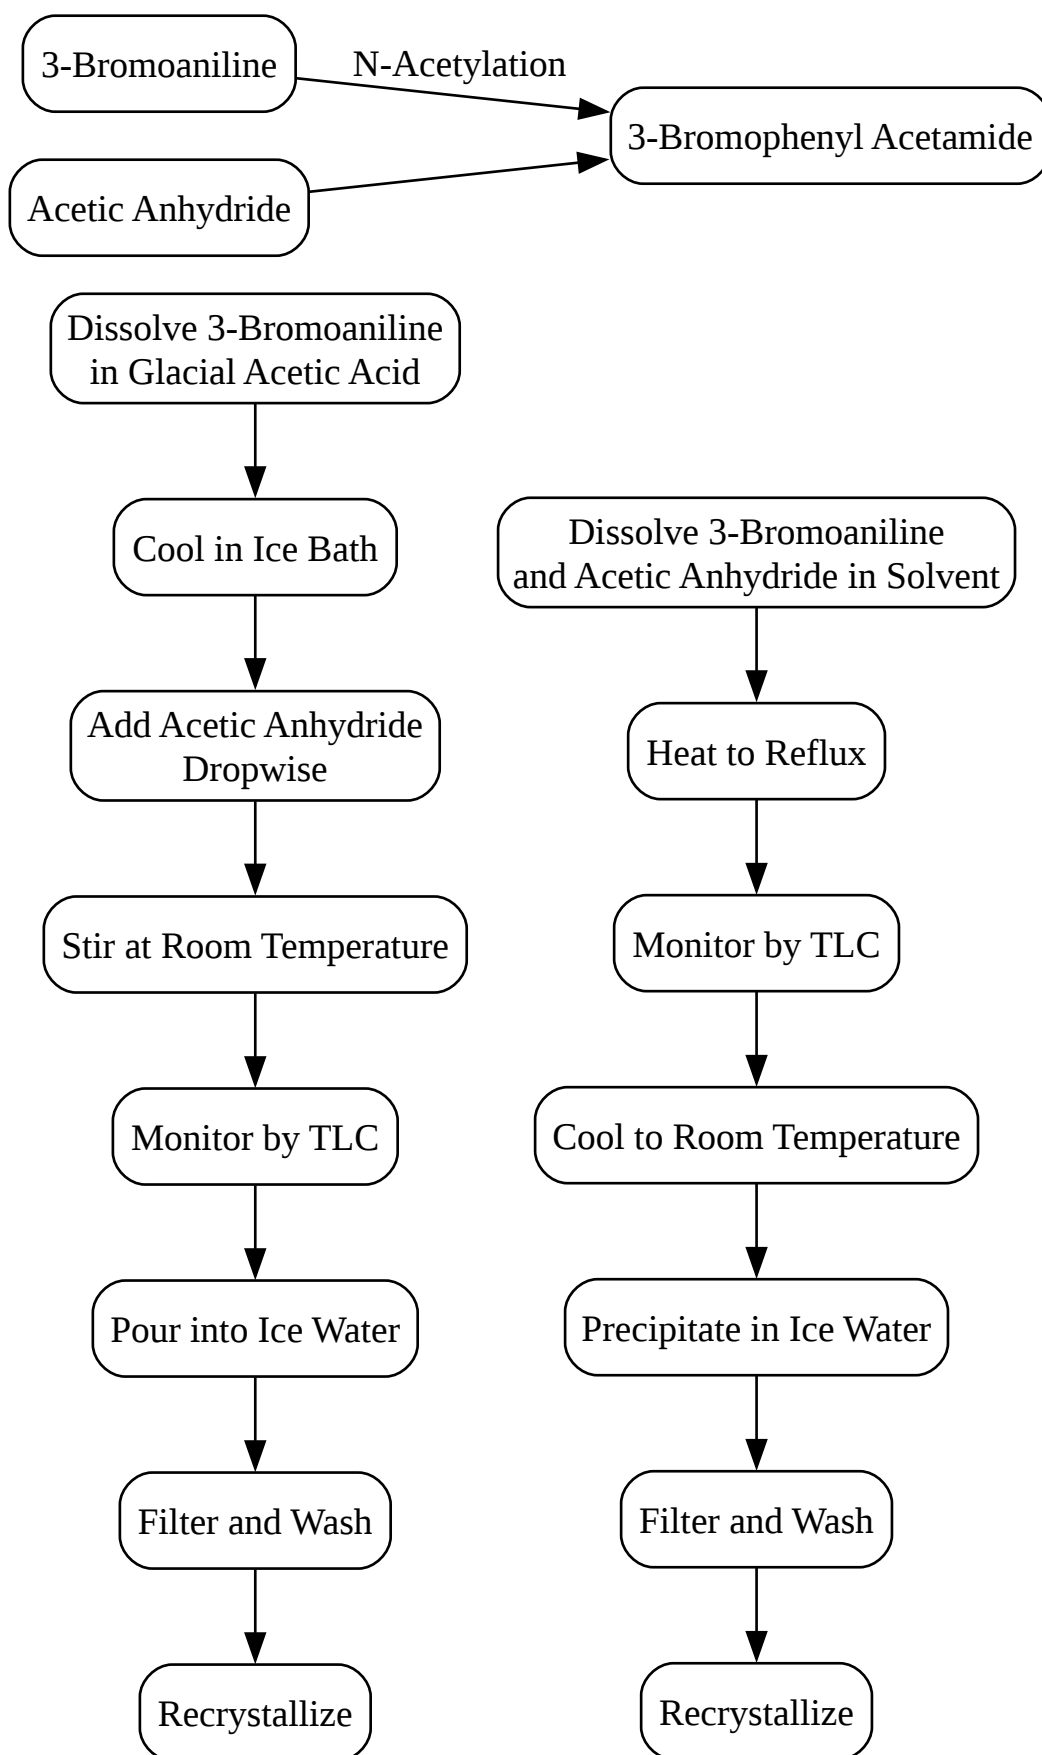 3-Bromoaniline
N-Acetylation
3-Bromophenyl Acetamide
Acetic Anhydride
Dissolve 3-Bromoaniline
in Glacial Acetic Acid
Cool in Ice Bath
Add Acetic Anhydride
Dropwise
Stir at Room Temperature
Monitor by TLC
Pour into Ice Water
Filter and Wash
Recrystallize
Dissolve 3-Bromoaniline
and Acetic Anhydride in Solvent
Heat to Reflux
Monitor by TLC
Cool to Room Temperature
Precipitate in Ice Water
Filter and Wash
Recrystallize